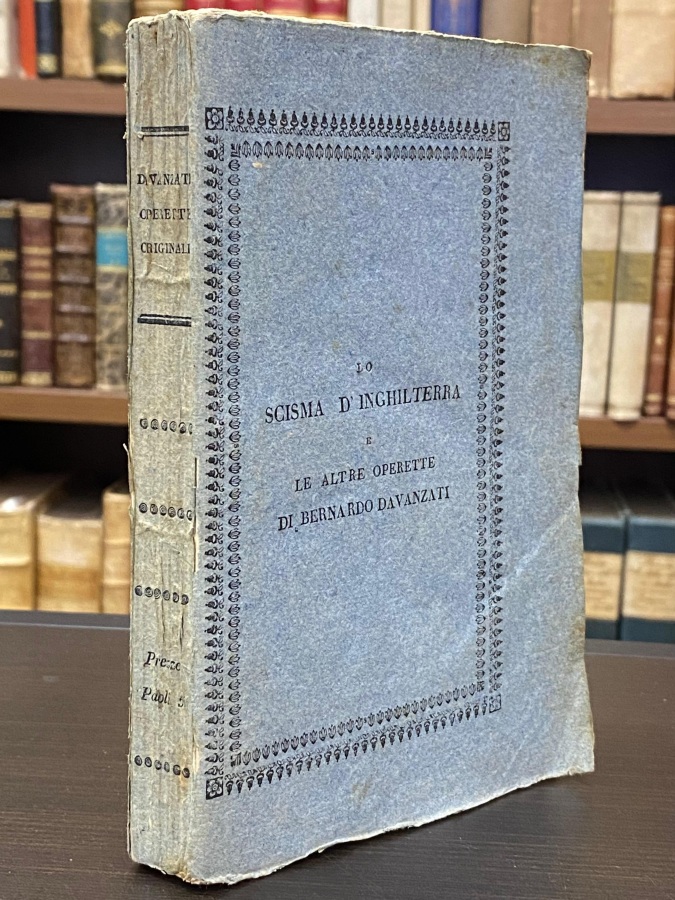 DAVANZATI
OPERETTE
ORIGINALI
Prezzo
Paoli 5
LO
SCISMA D'INGHILTERRA
E
LE ALTRE OPERETTE
DI BERNARDO DAVANZATI